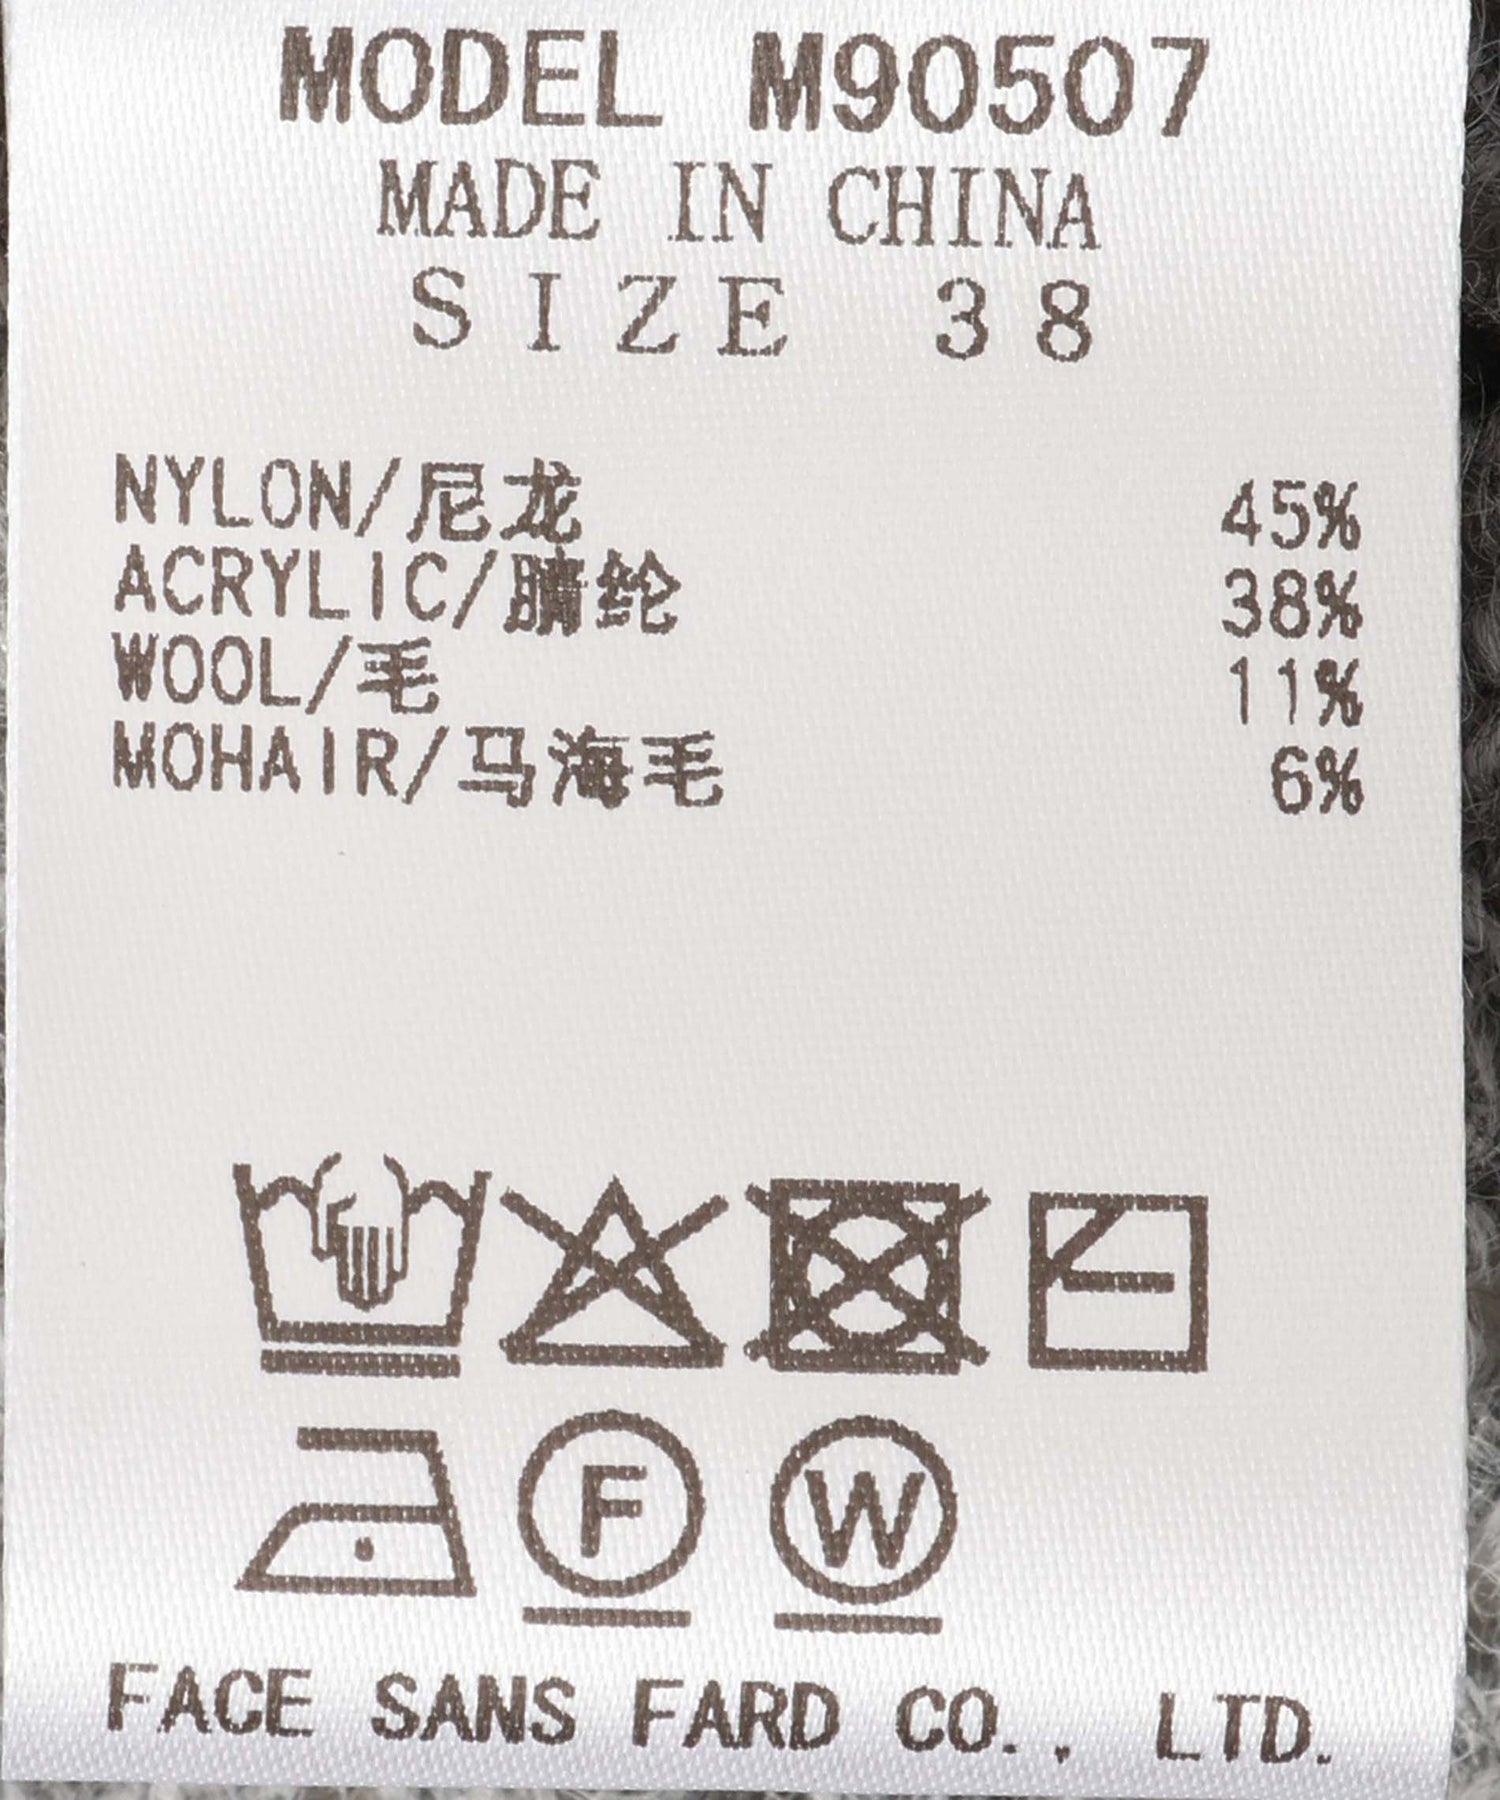 MODEL M90507
MADE IN CHINA
SIZE 38
NYLON/尼龙 45%
ACRYLIC/腈纶 38%
WOOL/毛 11%
MOHAIR/马海毛 6%
F W
FACE SANS FARD CO., LTD.